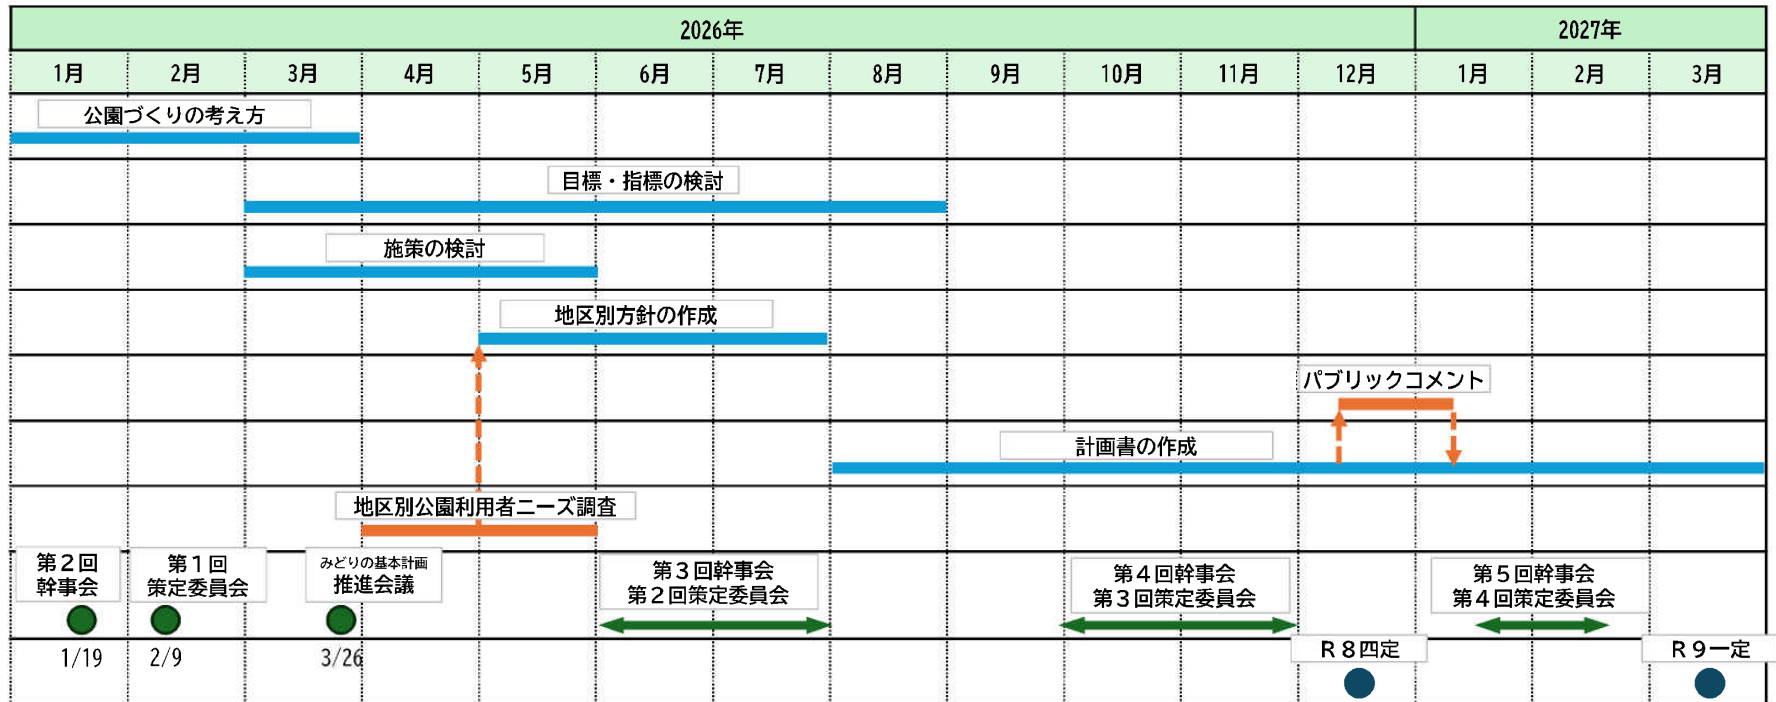 2026年
2027年
1月
2月
3月
4月
5月
6月
7月
8月
9月
10月
11月
12月
1月
2月
3月
公園づくりの考え方
目標・指標の検討
施策の検討
地区別方針の作成
パブリックコメント
計画書の作成
地区別公園利用者ニーズ調査
第２回
幹事会
第１回
策定委員会
みどりの基本計画
推進会議
第３回幹事会
第２回策定委員会
第４回幹事会
第３回策定委員会
第５回幹事会
第４回策定委員会
1/19
2/9
3/26
Ｒ８四定
Ｒ９一定